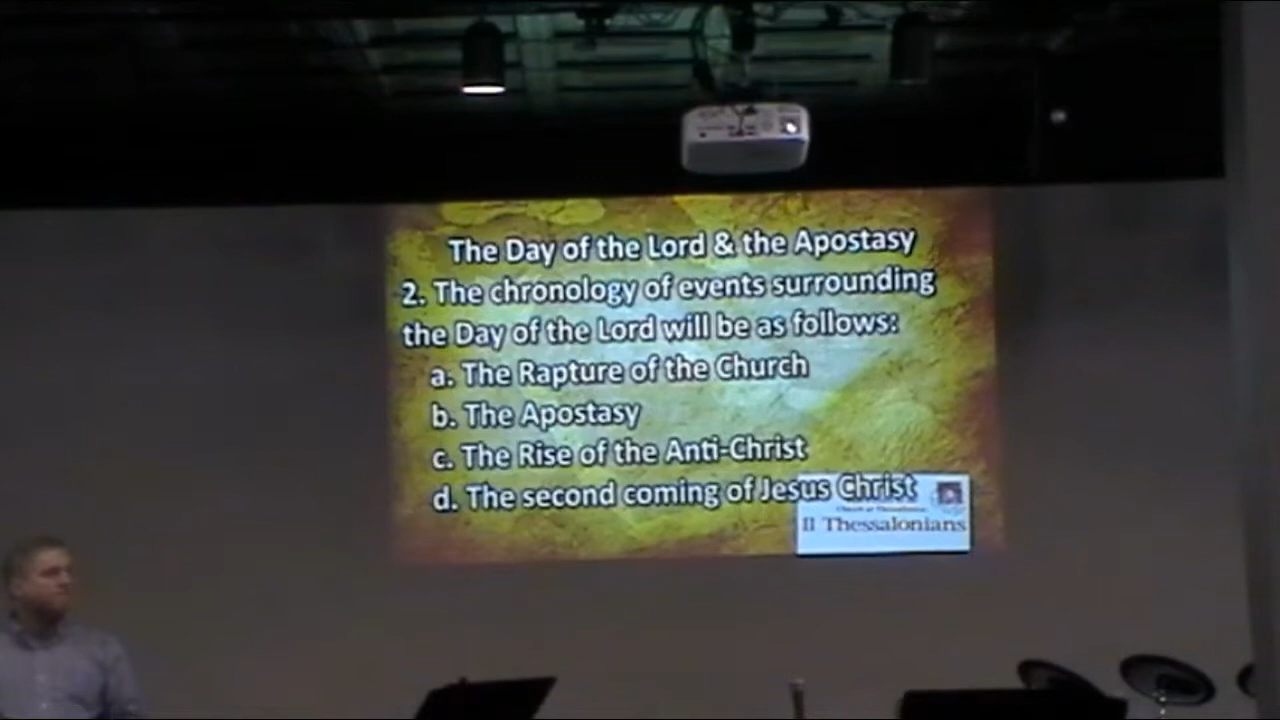 The Day of the Lord & the Apostasy
2. The chronology of events surrounding
the Day of the Lord will be as follows:
a. The Rapture of the Church
b. The Apostasy
c. The Rise of the Anti-Christ
d. The second coming of Jesus Christ
II Thessalonians